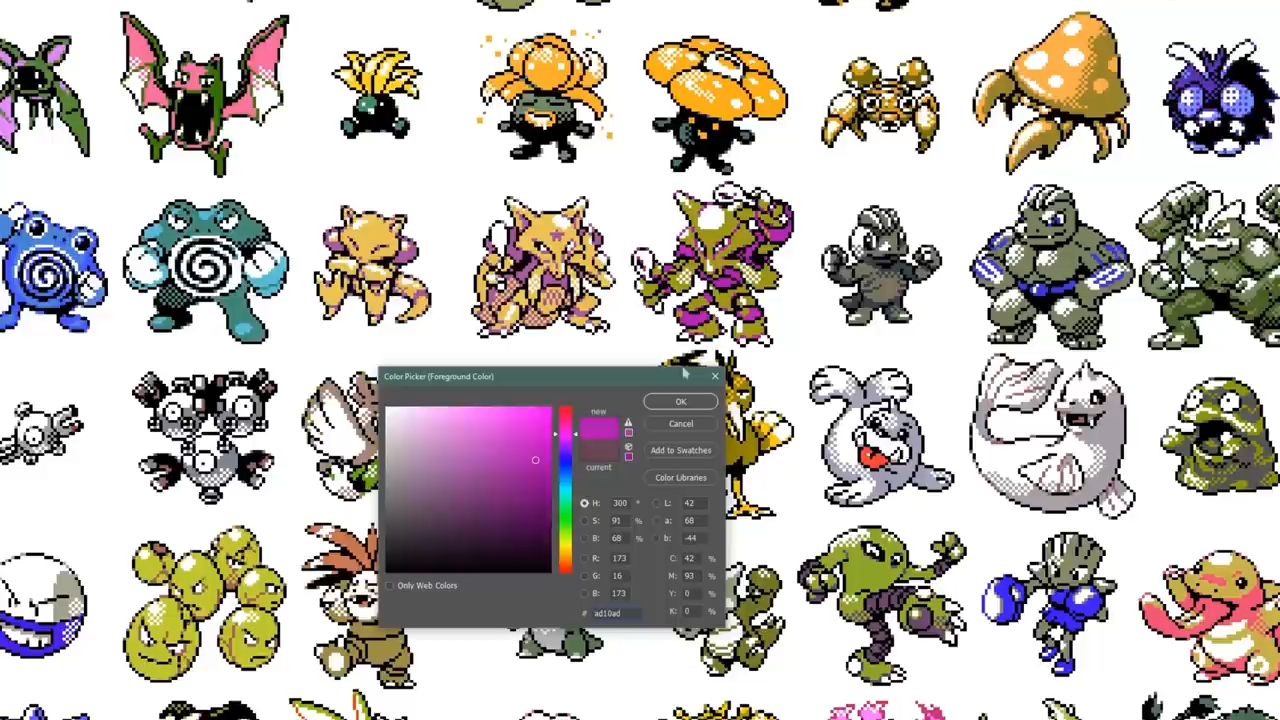 Color Picker (Foreground Color)
new
current
OK
Cancel
Add to Swatches
Color Libraries
H: 300 °
S: 91 %
B: 68 %
R: 173
G: 16
B: 173
# ad10ad
L: 42
a: 68
b: -44
C: 42 %
M: 93 %
Y: 0 %
K: 0 %
Only Web Colors